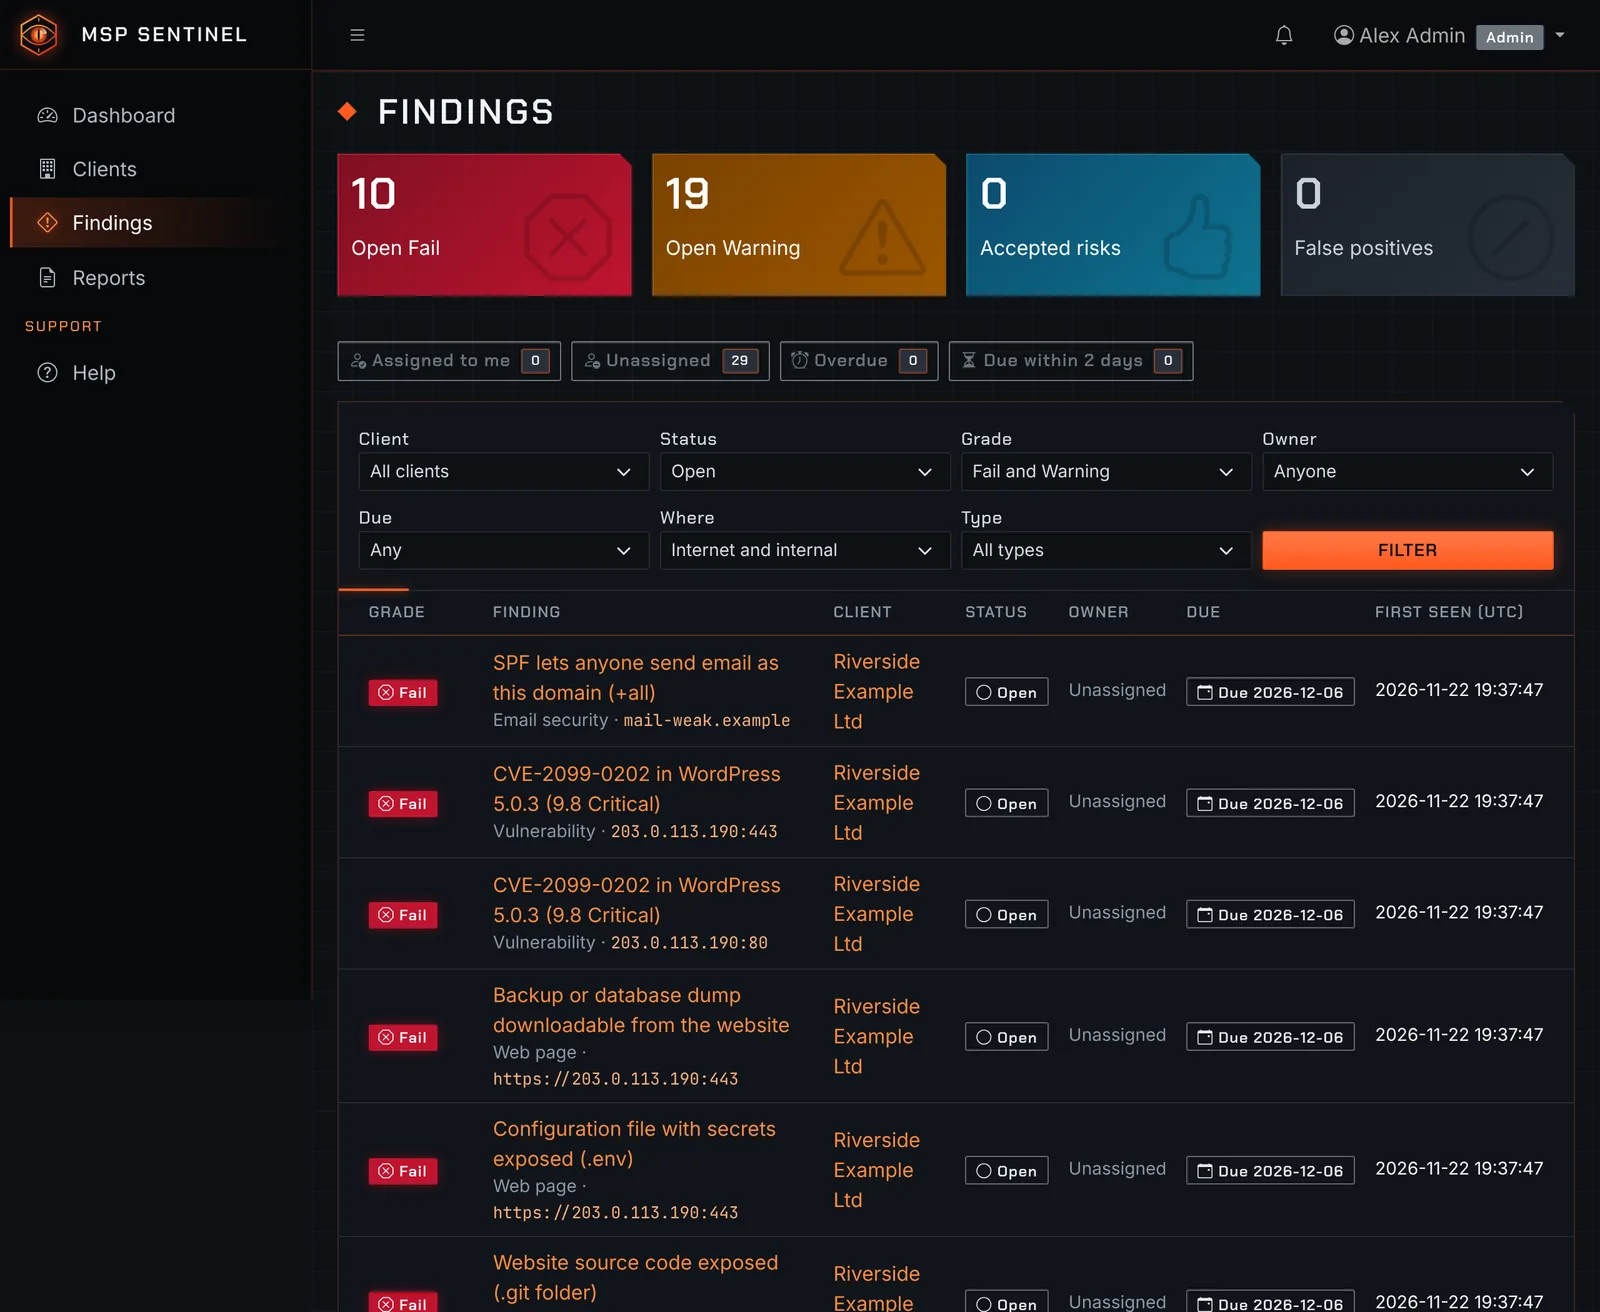 MSP SENTINEL
Alex Admin Admin
Dashboard
Clients
Findings
Reports
SUPPORT
Help
FINDINGS
10
Open Fail
19
Open Warning
0
Accepted risks
0
False positives
Assigned to me 0
Unassigned 29
Overdue 0
Due within 2 days 0
Client
All clients
Status
Open
Grade
Fail and Warning
Owner
Anyone
Due
Any
Where
Internet and internal
Type
All types
FILTER
GRADE FINDING CLIENT STATUS OWNER DUE FIRST SEEN (UTC)
Fail
SPF lets anyone send email as
this domain (+all)
Email security · mail-weak.example
Riverside
Example
Ltd
Open
Unassigned
Due 2026-12-06
2026-11-22 19:37:47
Fail
CVE-2099-0202 in WordPress
5.0.3 (9.8 Critical)
Vulnerability · 203.0.113.190:443
Riverside
Example
Ltd
Open
Unassigned
Due 2026-12-06
2026-11-22 19:37:47
Fail
CVE-2099-0202 in WordPress
5.0.3 (9.8 Critical)
Vulnerability · 203.0.113.190:80
Riverside
Example
Ltd
Open
Unassigned
Due 2026-12-06
2026-11-22 19:37:47
Fail
Backup or database dump
downloadable from the website
Web page ·
https://203.0.113.190:443
Riverside
Example
Ltd
Open
Unassigned
Due 2026-12-06
2026-11-22 19:37:47
Fail
Configuration file with secrets
exposed (.env)
Web page ·
https://203.0.113.190:443
Riverside
Example
Ltd
Open
Unassigned
Due 2026-12-06
2026-11-22 19:37:47
Fail
Website source code exposed
(.git folder)
Riverside
Example
Open
Unassigned
Due 2026-12-06
2026-11-22 19:37:47